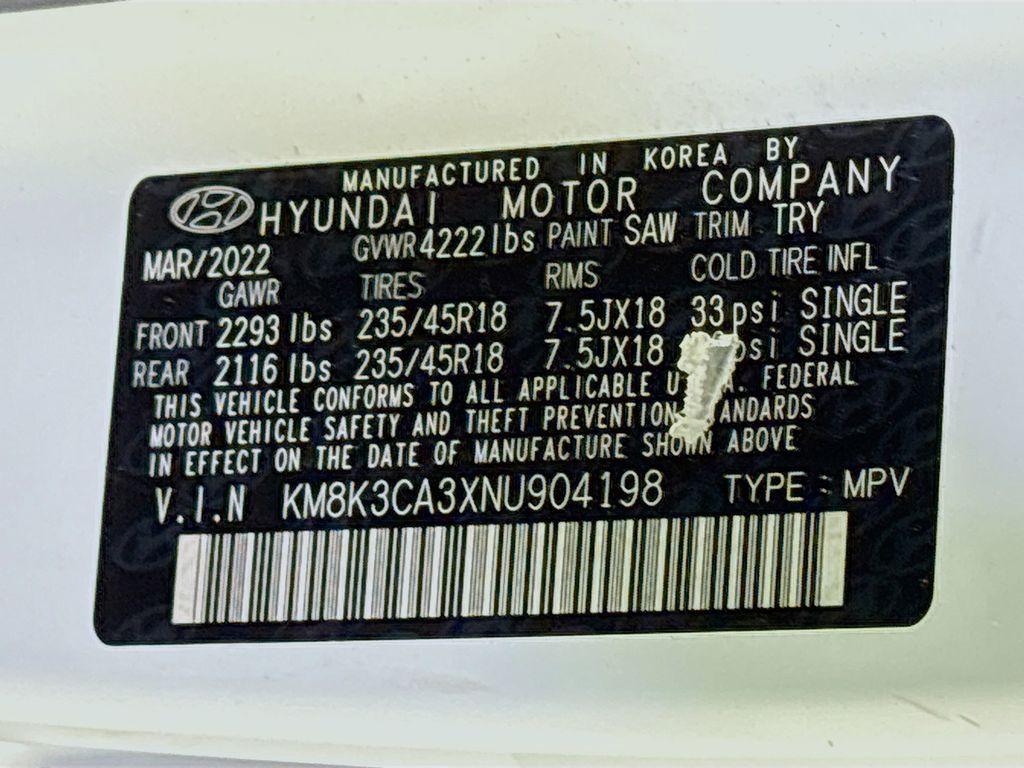 MANUFACTURED IN KOREA BY
HYUNDAI MOTOR COMPANY
MAR/2022 GVWR 4222 lbs PAINT SAW TRIM TRY
GAWR TIRES RIMS COLD TIRE INFL
FRONT 2293 lbs 235/45R18 7.5JX18 33psi SINGLE
REAR 2116 lbs 235/45R18 7.5JX18 psi SINGLE
THIS VEHICLE CONFORMS TO ALL APPLICABLE FEDERAL
MOTOR VEHICLE SAFETY AND THEFT PREVENTION
IN EFFECT ON THE DATE OF MANUFACTURE SHOWN ABOVE
V.I.N KM8K3CA3XNU904198 TYPE : MPV